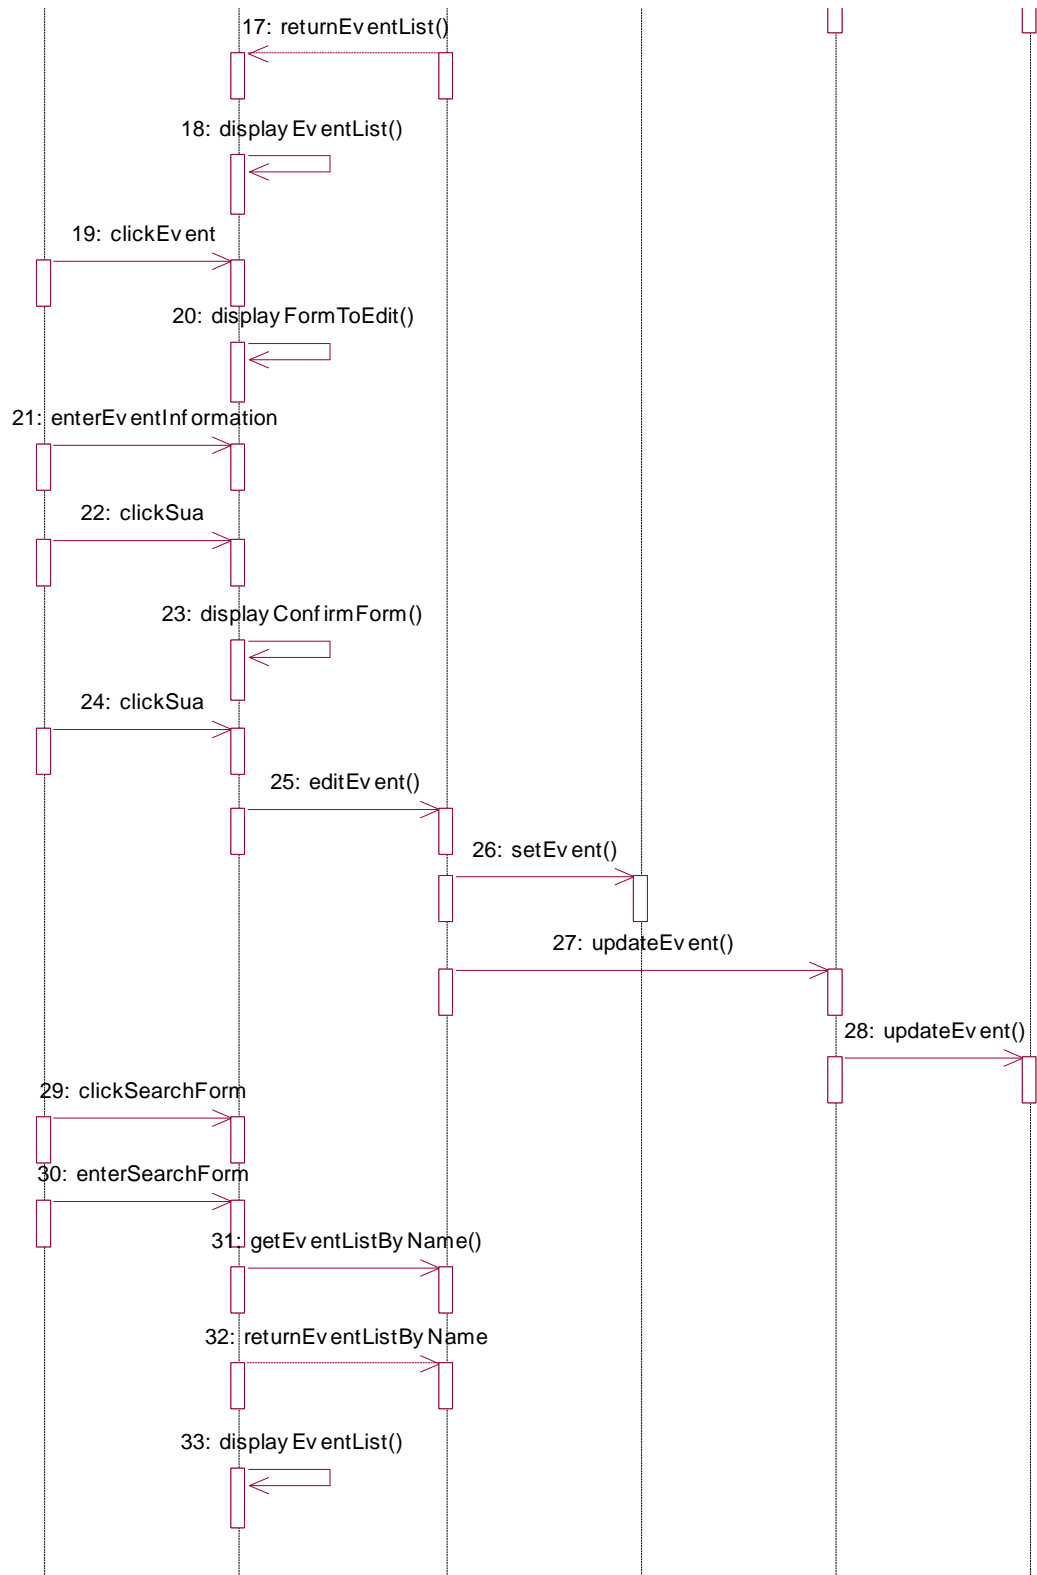 17: returnEventList()
18: displayEventList()
19: clickEvent
20: displayFormToEdit()
21: enterEventInformation
22: clickSua
23: displayConfirmForm()
24: clickSua
25: editEvent()
26: setEvent()
27: updateEvent()
28: updateEvent()
29: clickSearchForm
30: enterSearchForm
31: getEventListByName()
32: returnEventListByName
33: displayEventList()